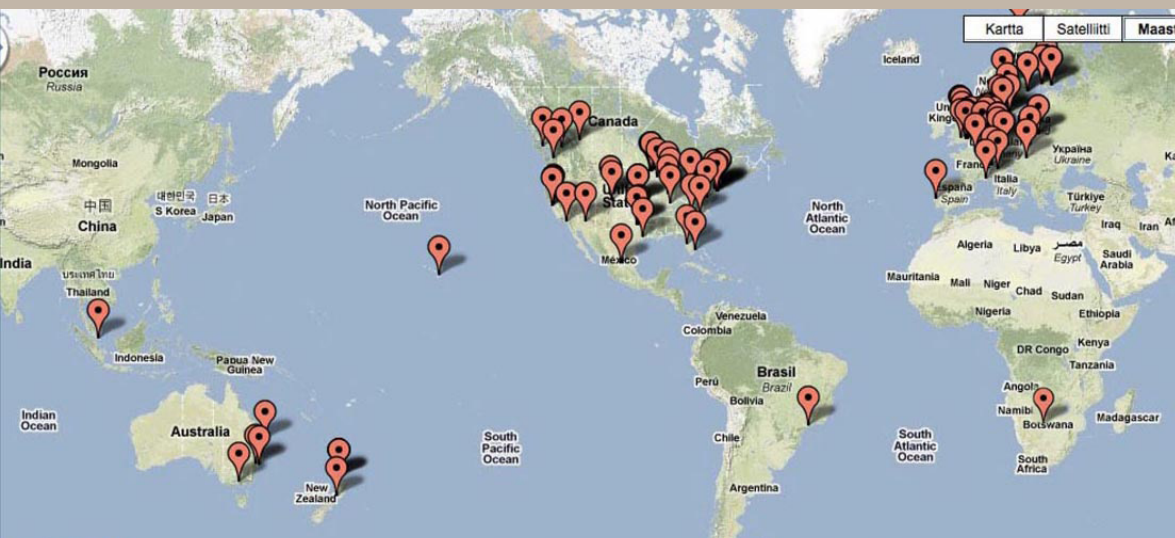 Kartta
Satelliitti
Maast
Iceland
Россия
Russia
Canada
Mongolia
Україна
Ukraine
대한민국
S Korea
日本
Japan
中国
China
North Pacific
Ocean
North
Atlantic
Ocean
España
Spain
Italia
Italy
Türkiye
Turkey
Iraq
Iran
Algeria
Libya
مصر
Egypt
Saudi
Arabia
India
ประเทศไทย
Thailand
México
Mauritania
Mali
Niger
Chad
Sudan
Nigeria
Ethiopia
Venezuela
Colombia
Indonesia
Papua New
Guinea
DR Congo
Kenya
Tanzania
Perú
Brasil
Brazil
Bolivia
Angola
Namibi
Botswana
Madagascar
Indian
Ocean
Australia
South
Pacific
Ocean
Chile
South
Atlantic
Ocean
South
Africa
New
Zealand
Argentina